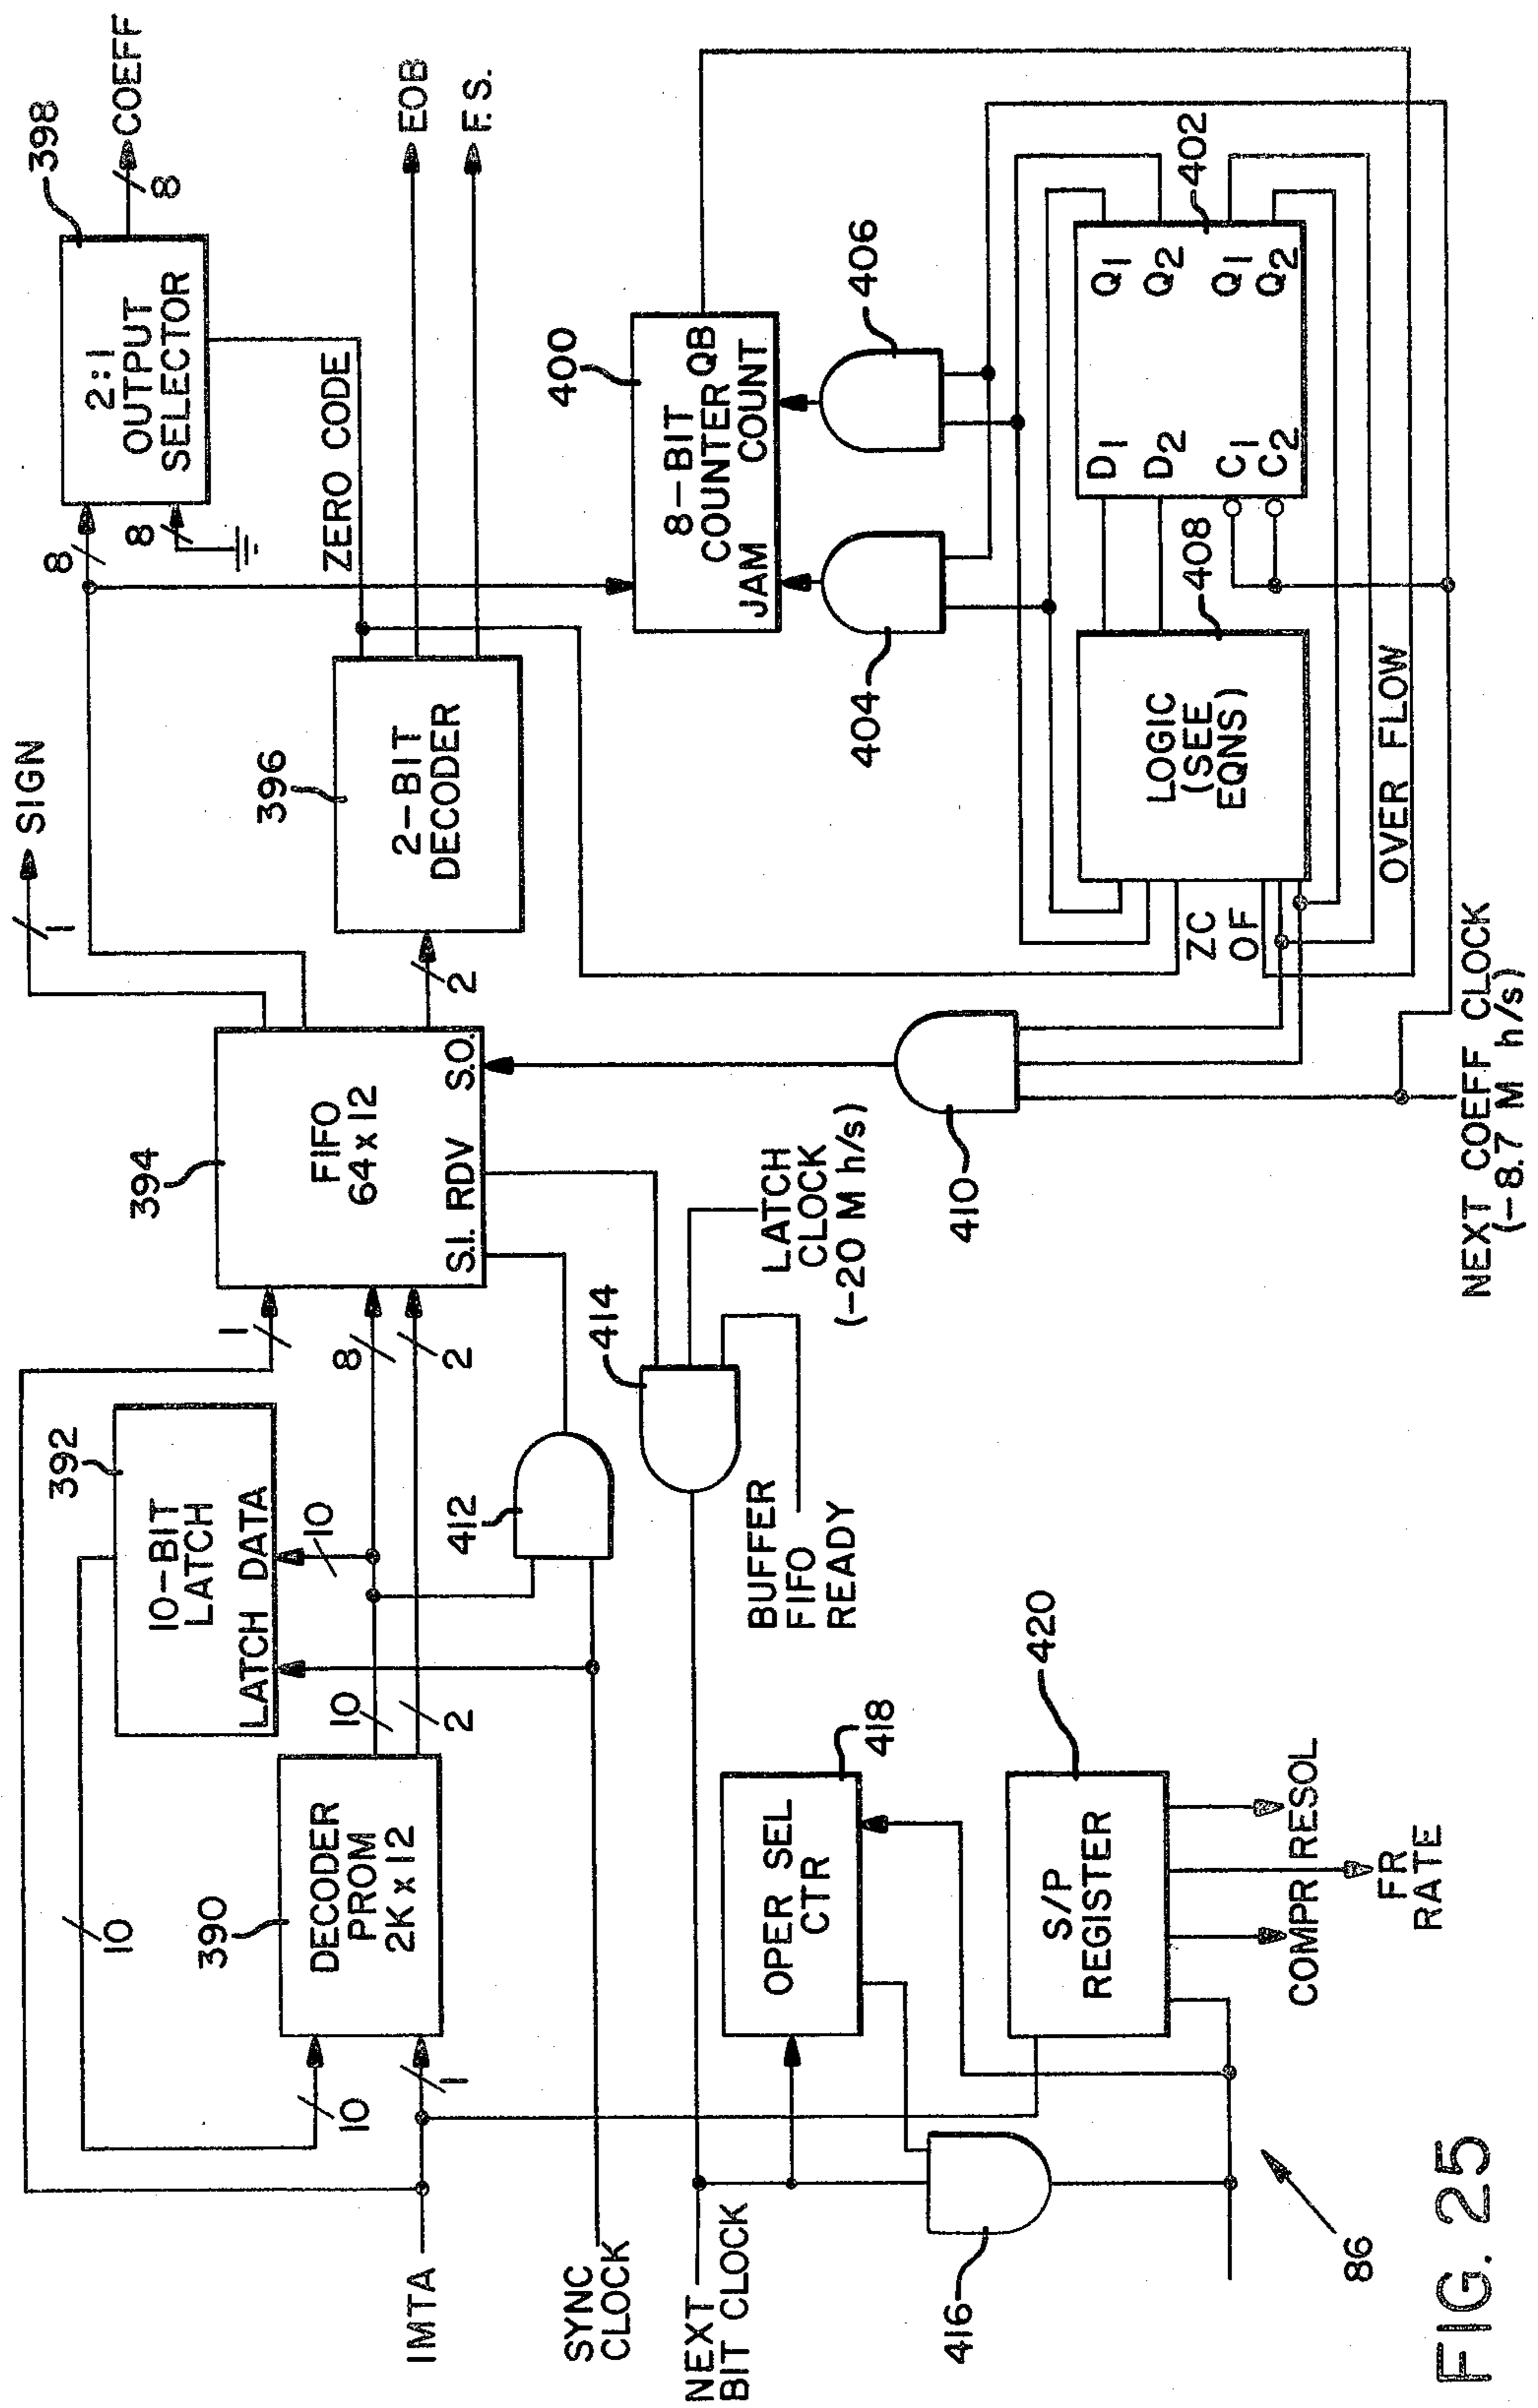 398
2:1
OUTPUT
SELECTOR
8
COEFF
8
8
ZERO CODE
EOB
F.S.
SIGN
1
396
2-BIT
DECODER
2
400
8-BIT
COUNTER QB
JAM COUNT
404
406
402
D1 Q1
D2 Q2
C1 Q1
C2 Q2
408
LOGIC
(SEE
EQNS)
ZC
OF
OVER FLOW
394
FIFO
64x12
S.I. RDV S.O.
1
8
2
392
10-BIT
LATCH
LATCH DATA
10
10
10
2
390
DECODER
PROM
2Kx12
10
1
IMTA
SYNC
CLOCK
412
414
LATCH
CLOCK
(-20 M h/s)
BUFFER
FIFO
READY
410
NEXT COEFF CLOCK
(-8.7 M h/s)
NEXT
BIT CLOCK
418
OPER SEL
CTR
420
S/P
REGISTER
COMPR RESOL
FR
RATE
416
86
FIG. 25